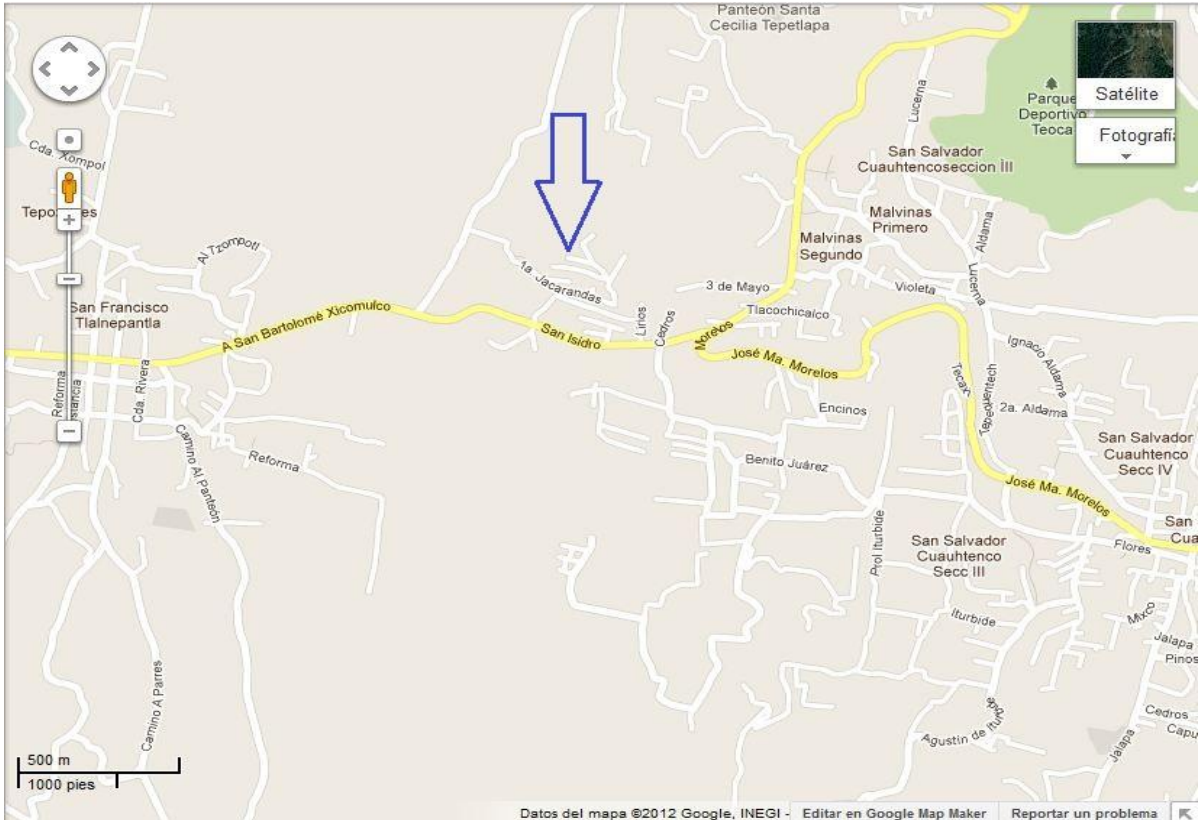 Panteón Santa
Cecilia Tepetlapa
Satélite
Parque
Deportivo
Teoca
Fotografí
Lucerna
Cda. Xompol
San Salvador
Cuauhtencoseccion III
Malvinas
Primero
Aldama
Al Tzompotl
Malvinas
Segundo
1a. Jacarandas
3 de Mayo
Violeta
Lucerna
San Francisco
Tlalnepantla
A San Bartolomé Xicomulco
Lirios
Cedros
Tlacochicalco
San Isidro
Morelos
José Ma. Morelos
Ignacio Aldama
Reforma
Cda. Rivera
Tecax
Tepequentech
2a. Aldama
Encinos
Camino Al Panteón
Reforma
Benito Juárez
San Salvador
Cuauhtenco
Secc IV
José Ma. Morelos
San
Cua
Prol Iturbide
San Salvador
Cuauhtenco
Secc III
Flores
Iturbide
Mixco
Jalapa
Pinos
Camino A Parres
Agustín de Iturbide
Cedros
Capu
Jalapa
500 m
1000 pies
Datos del mapa ©2012 Google, INEGI - Editar en Google Map Maker Reportar un problema